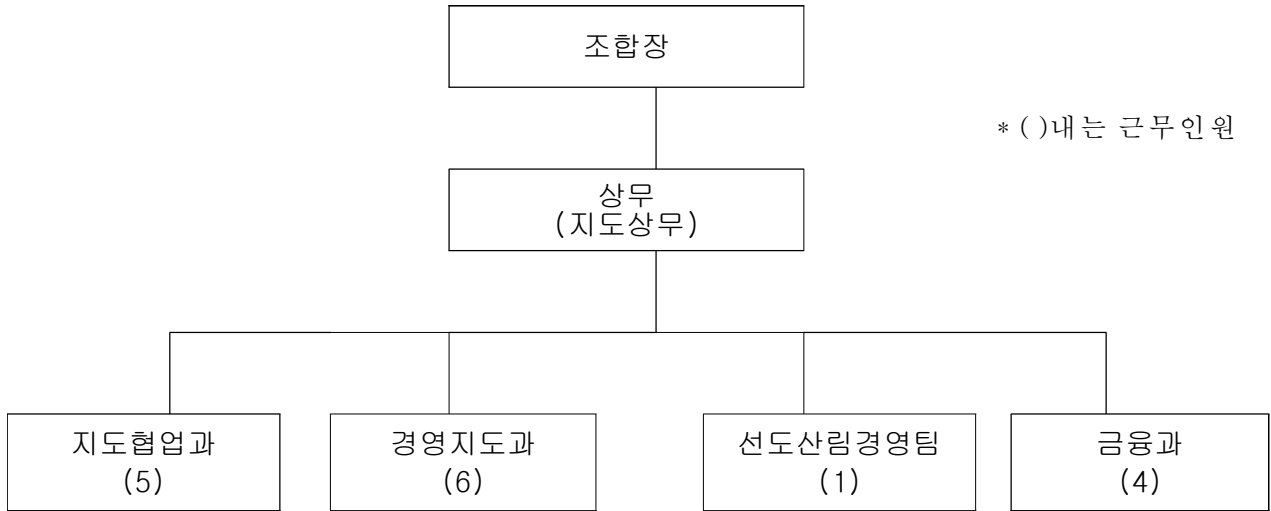 조합장
* ( )내는 근무인원
상무
(지도상무)
지도협업과
(5)
경영지도과
(6)
선도산림경영팀
(1)
금융과
(4)